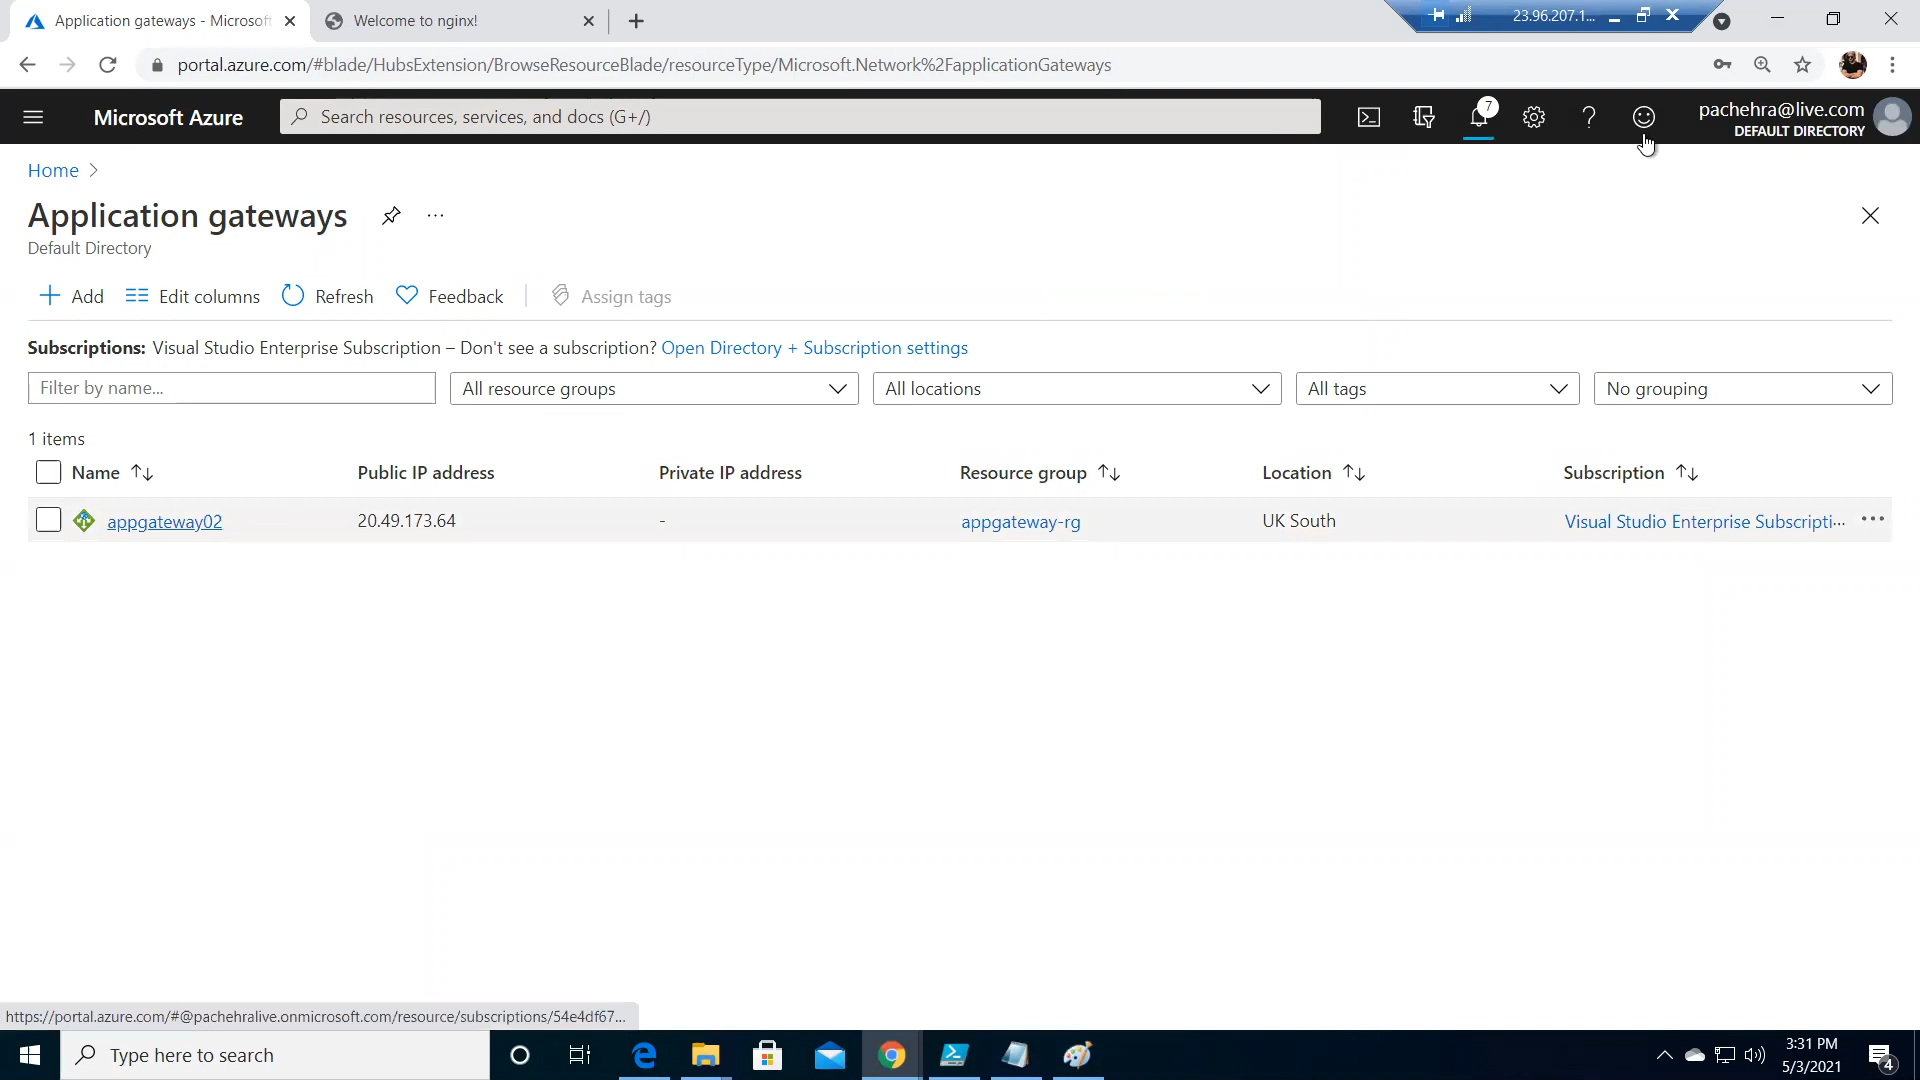 Application gateways - Microsoft
Welcome to nginx!
23.96.207.1...
portal.azure.com/#blade/HubsExtension/BrowseResourceBlade/resourceType/Microsoft.Network%2FapplicationGateways
Microsoft Azure
Search resources, services, and docs (G+/)
7
pachehra@live.com
DEFAULT DIRECTORY
Home
Application gateways
Default Directory
Add
Edit columns
Refresh
Feedback
Assign tags
Subscriptions: Visual Studio Enterprise Subscription – Don't see a subscription? Open Directory + Subscription settings
Filter by name...
All resource groups
All locations
All tags
No grouping
1 items
Name
Public IP address
Private IP address
Resource group
Location
Subscription
appgateway02
20.49.173.64
-
appgateway-rg
UK South
Visual Studio Enterprise Subscripti...
https://portal.azure.com/#@pachehralive.onmicrosoft.com/resource/subscriptions/54e4df67...
Type here to search
3:31 PM
5/3/2021
4